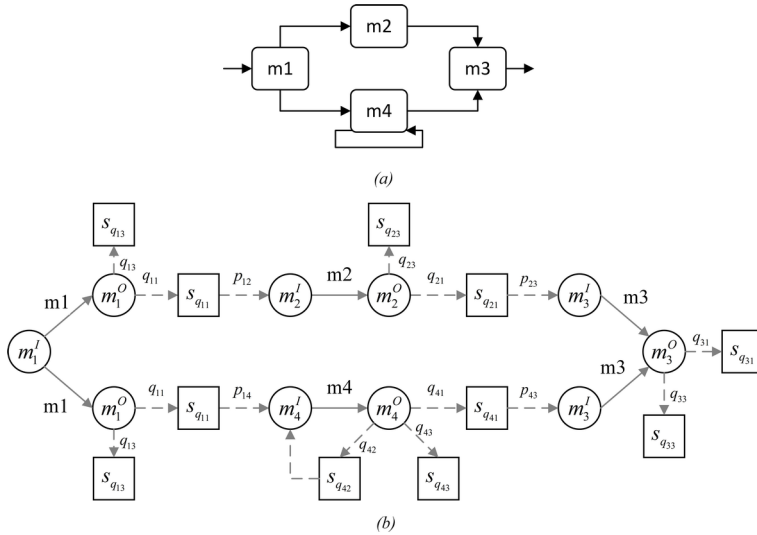 m2
m1
m3
m4
(a)
s_{q_{13}}
s_{q_{23}}
q_{13}
q_{23}
m1
q_{11}
p_{12}
m2
q_{21}
p_{23}
m3
m_1^O
s_{q_{11}}
m_2^I
m_2^O
s_{q_{21}}
m_3^I
m_1^I
m_3^O
q_{31}
s_{q_{31}}
m1
q_{11}
p_{14}
m4
q_{41}
p_{43}
m3
q_{33}
m_1^O
s_{q_{11}}
m_4^I
m_4^O
s_{q_{41}}
m_3^I
q_{13}
q_{42}
q_{43}
s_{q_{33}}
s_{q_{13}}
s_{q_{42}}
s_{q_{43}}
(b)